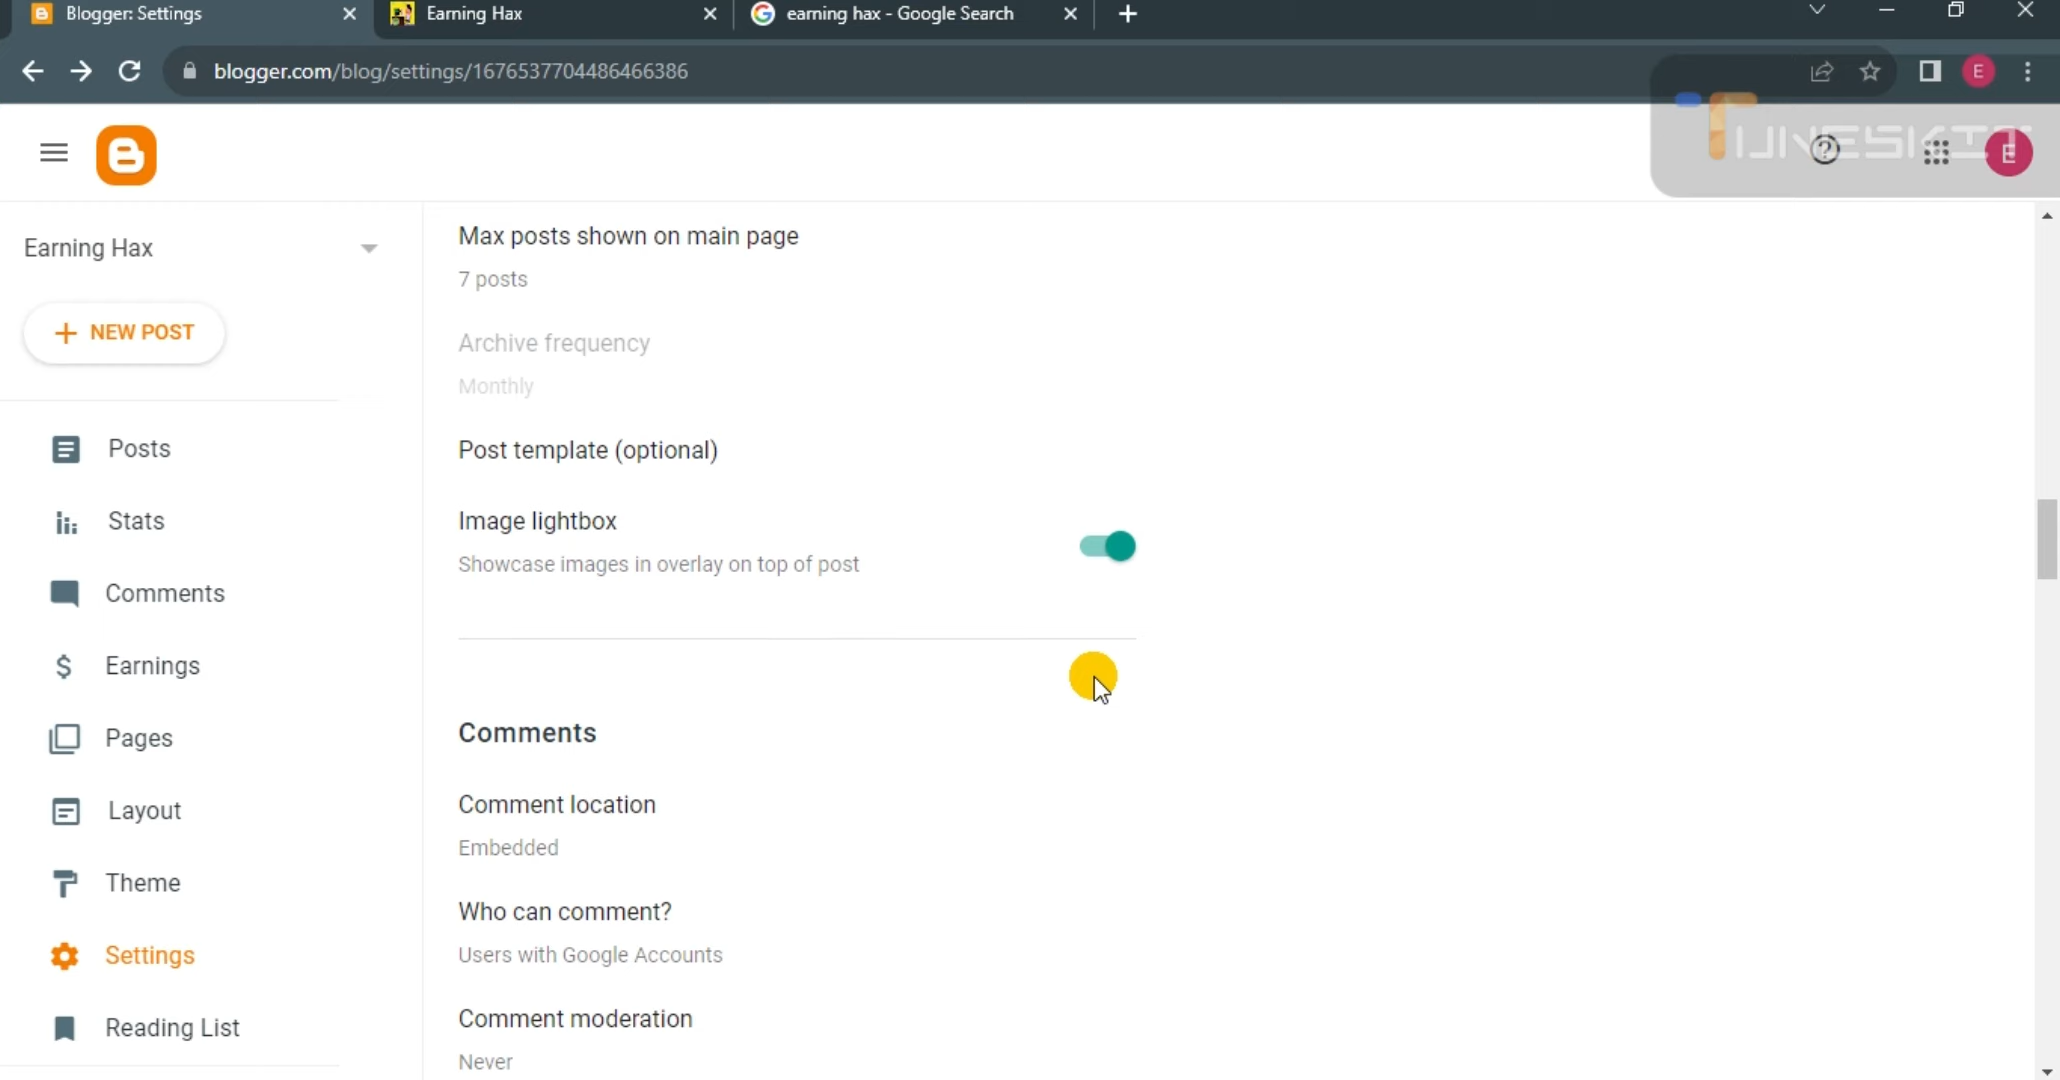 Blogger: Settings
Earning Hax
earning hax - Google Search
blogger.com/blog/settings/1676537704486466386
E
TUNESKIT
E
Earning Hax
NEW POST
Posts
Stats
Comments
Earnings
Pages
Layout
Theme
Settings
Reading List
Max posts shown on main page
7 posts
Archive frequency
Monthly
Post template (optional)
Image lightbox
Showcase images in overlay on top of post
Comments
Comment location
Embedded
Who can comment?
Users with Google Accounts
Comment moderation
Never